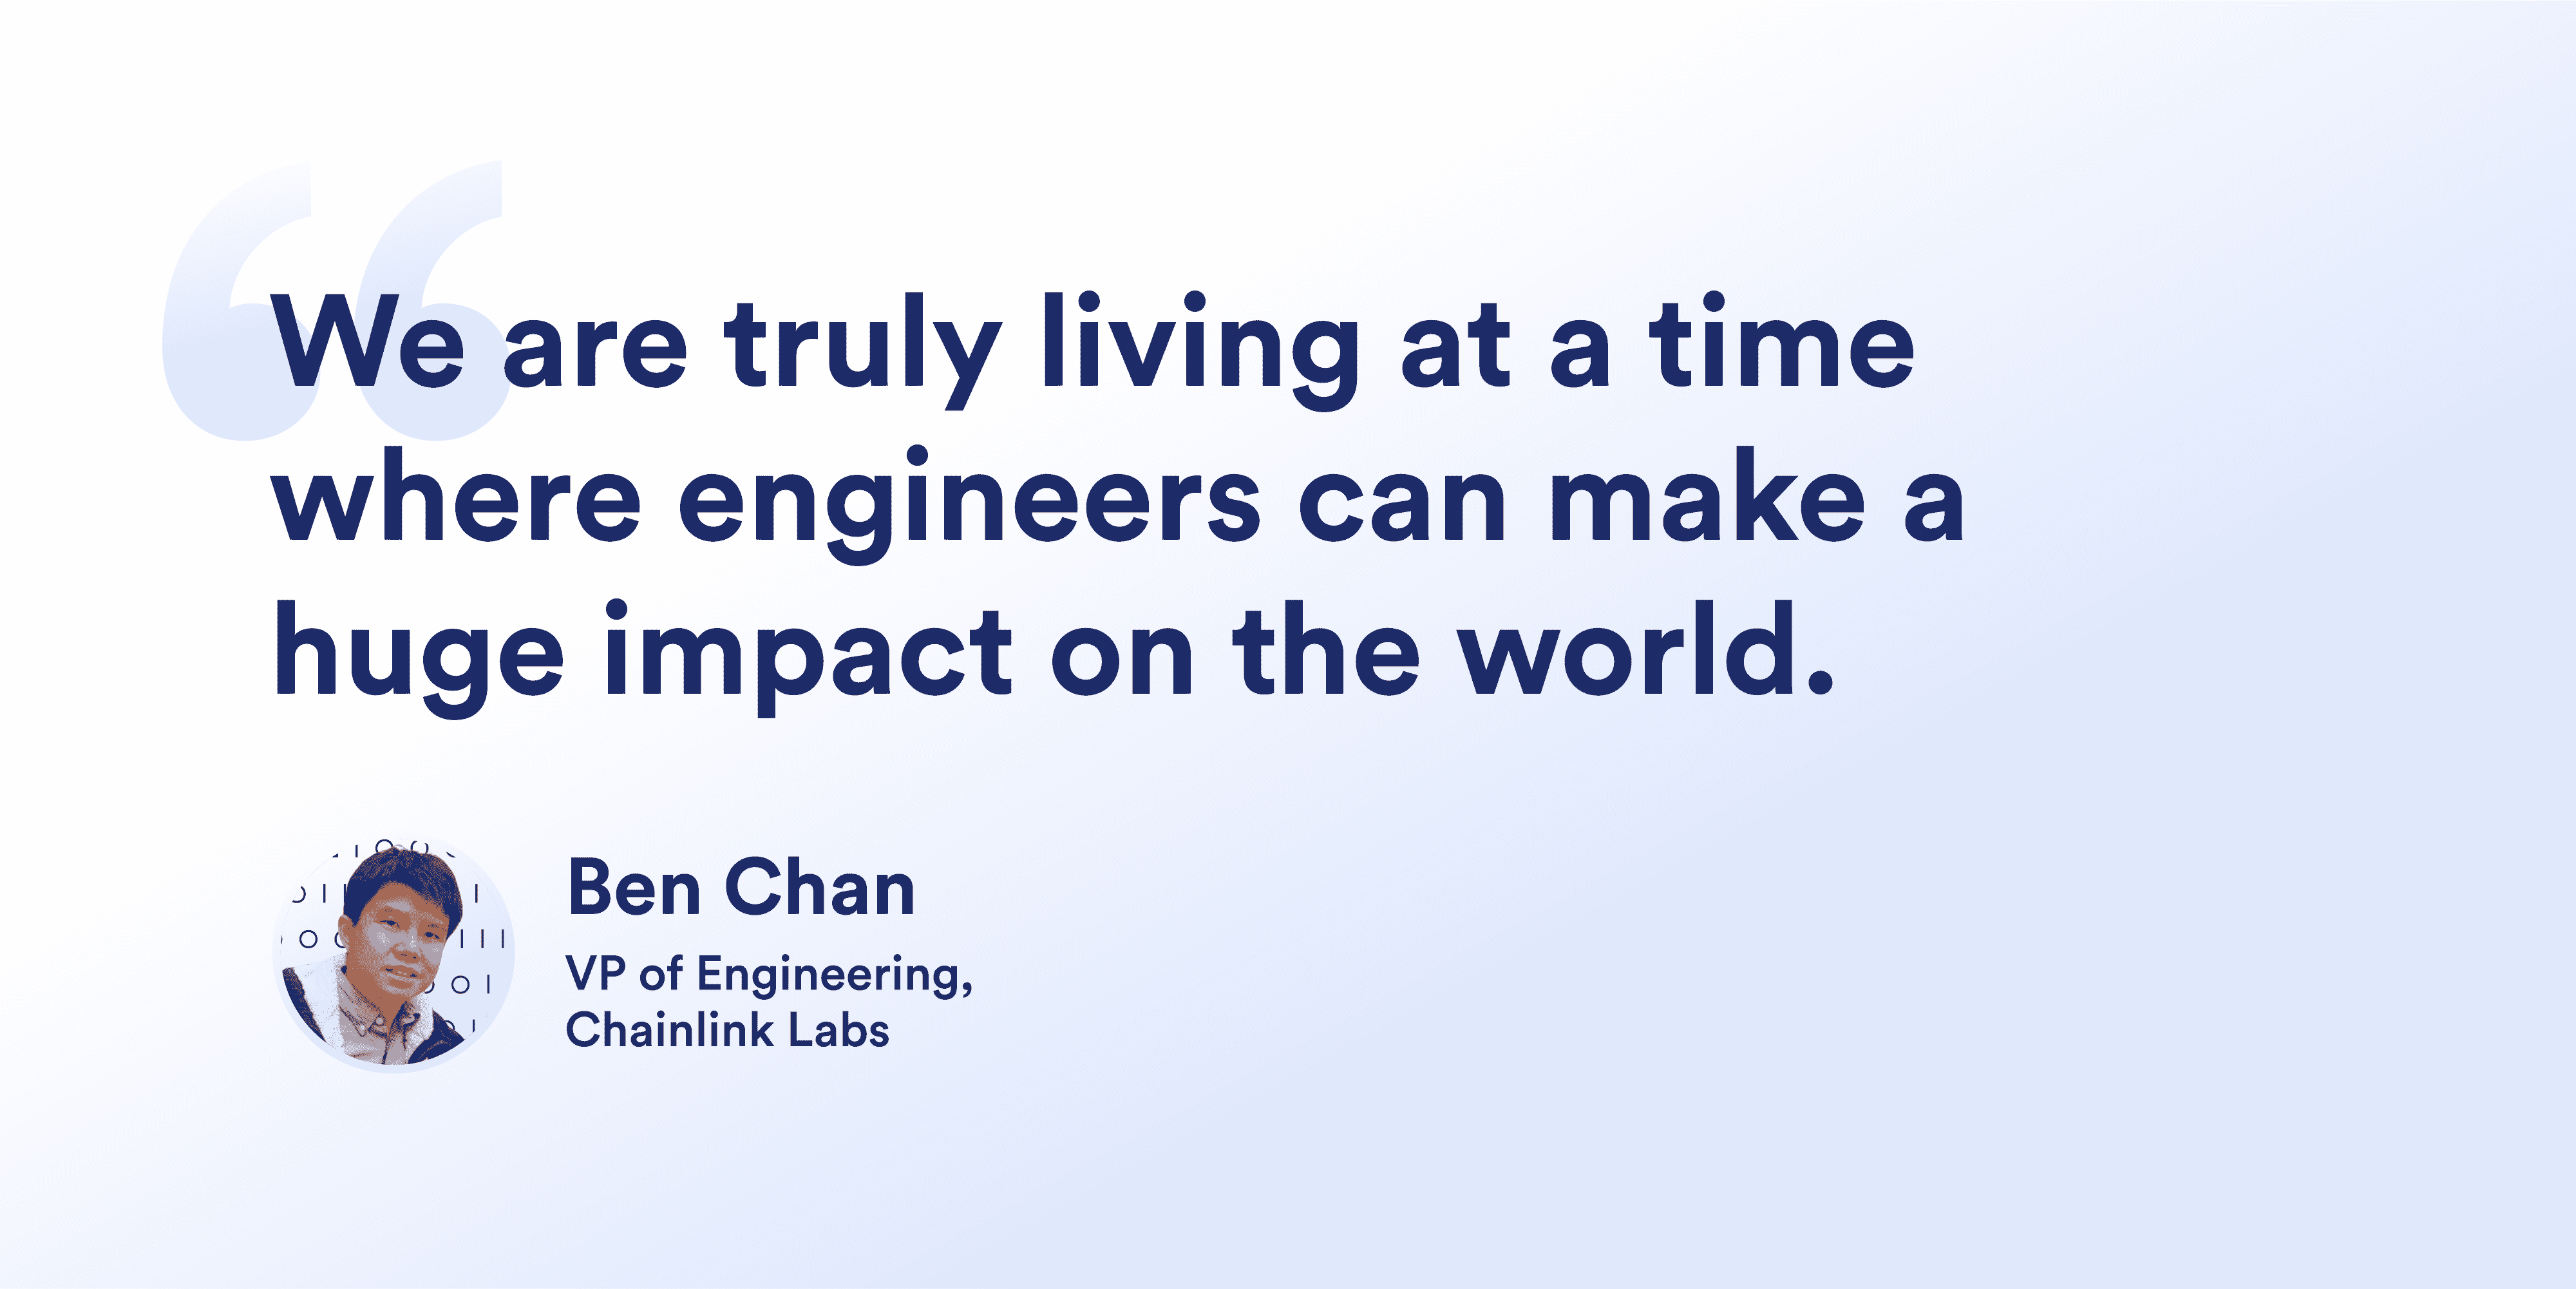 We are truly living at a time
where engineers can make a
huge impact on the world.
Ben Chan
VP of Engineering,
Chainlink Labs